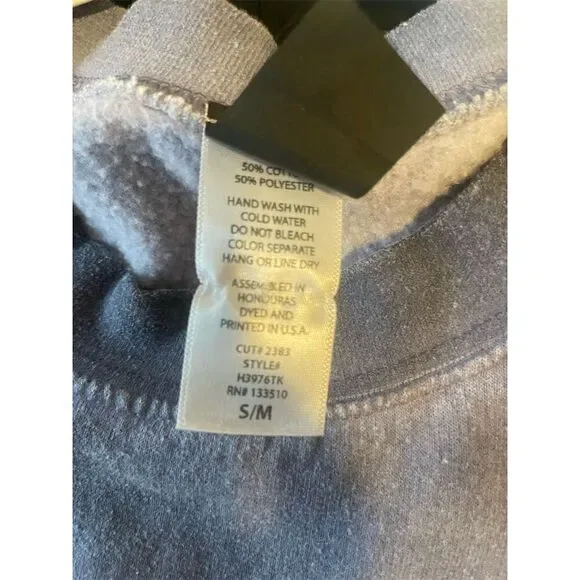 50% COTTON
50% POLYESTER
HAND WASH WITH
COLD WATER
DO NOT BLEACH
COLOR SEPARATE
HANG OR LINE DRY
ASSEMBLED IN
HONDURAS
DYED AND
PRINTED IN U.S.A.
CUT# 2383
STYLE#
H3976TK
RN# 133510
S/M